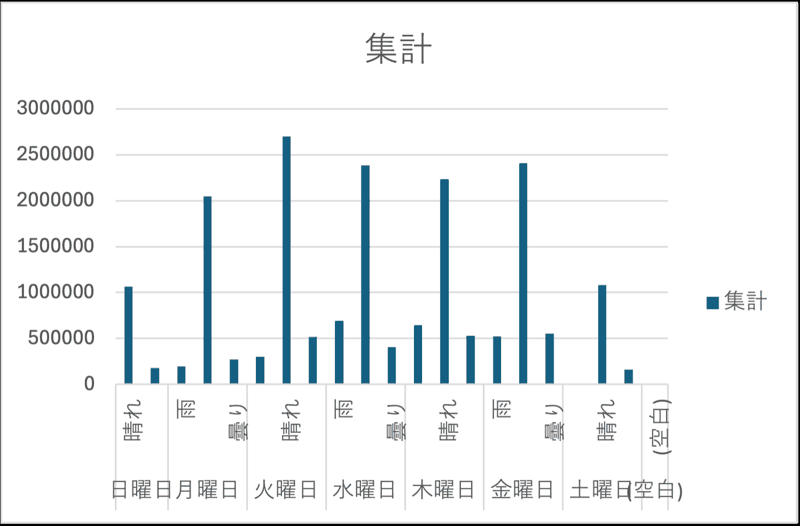 集計
3000000
2500000
2000000
1500000
1000000
500000
0
集計
晴れ
雨
曇り
晴れ
雨
曇り
晴れ
雨
曇り
晴れ
(空白)
日曜日 月曜日 火曜日 水曜日 木曜日 金曜日 土曜日 (空白)